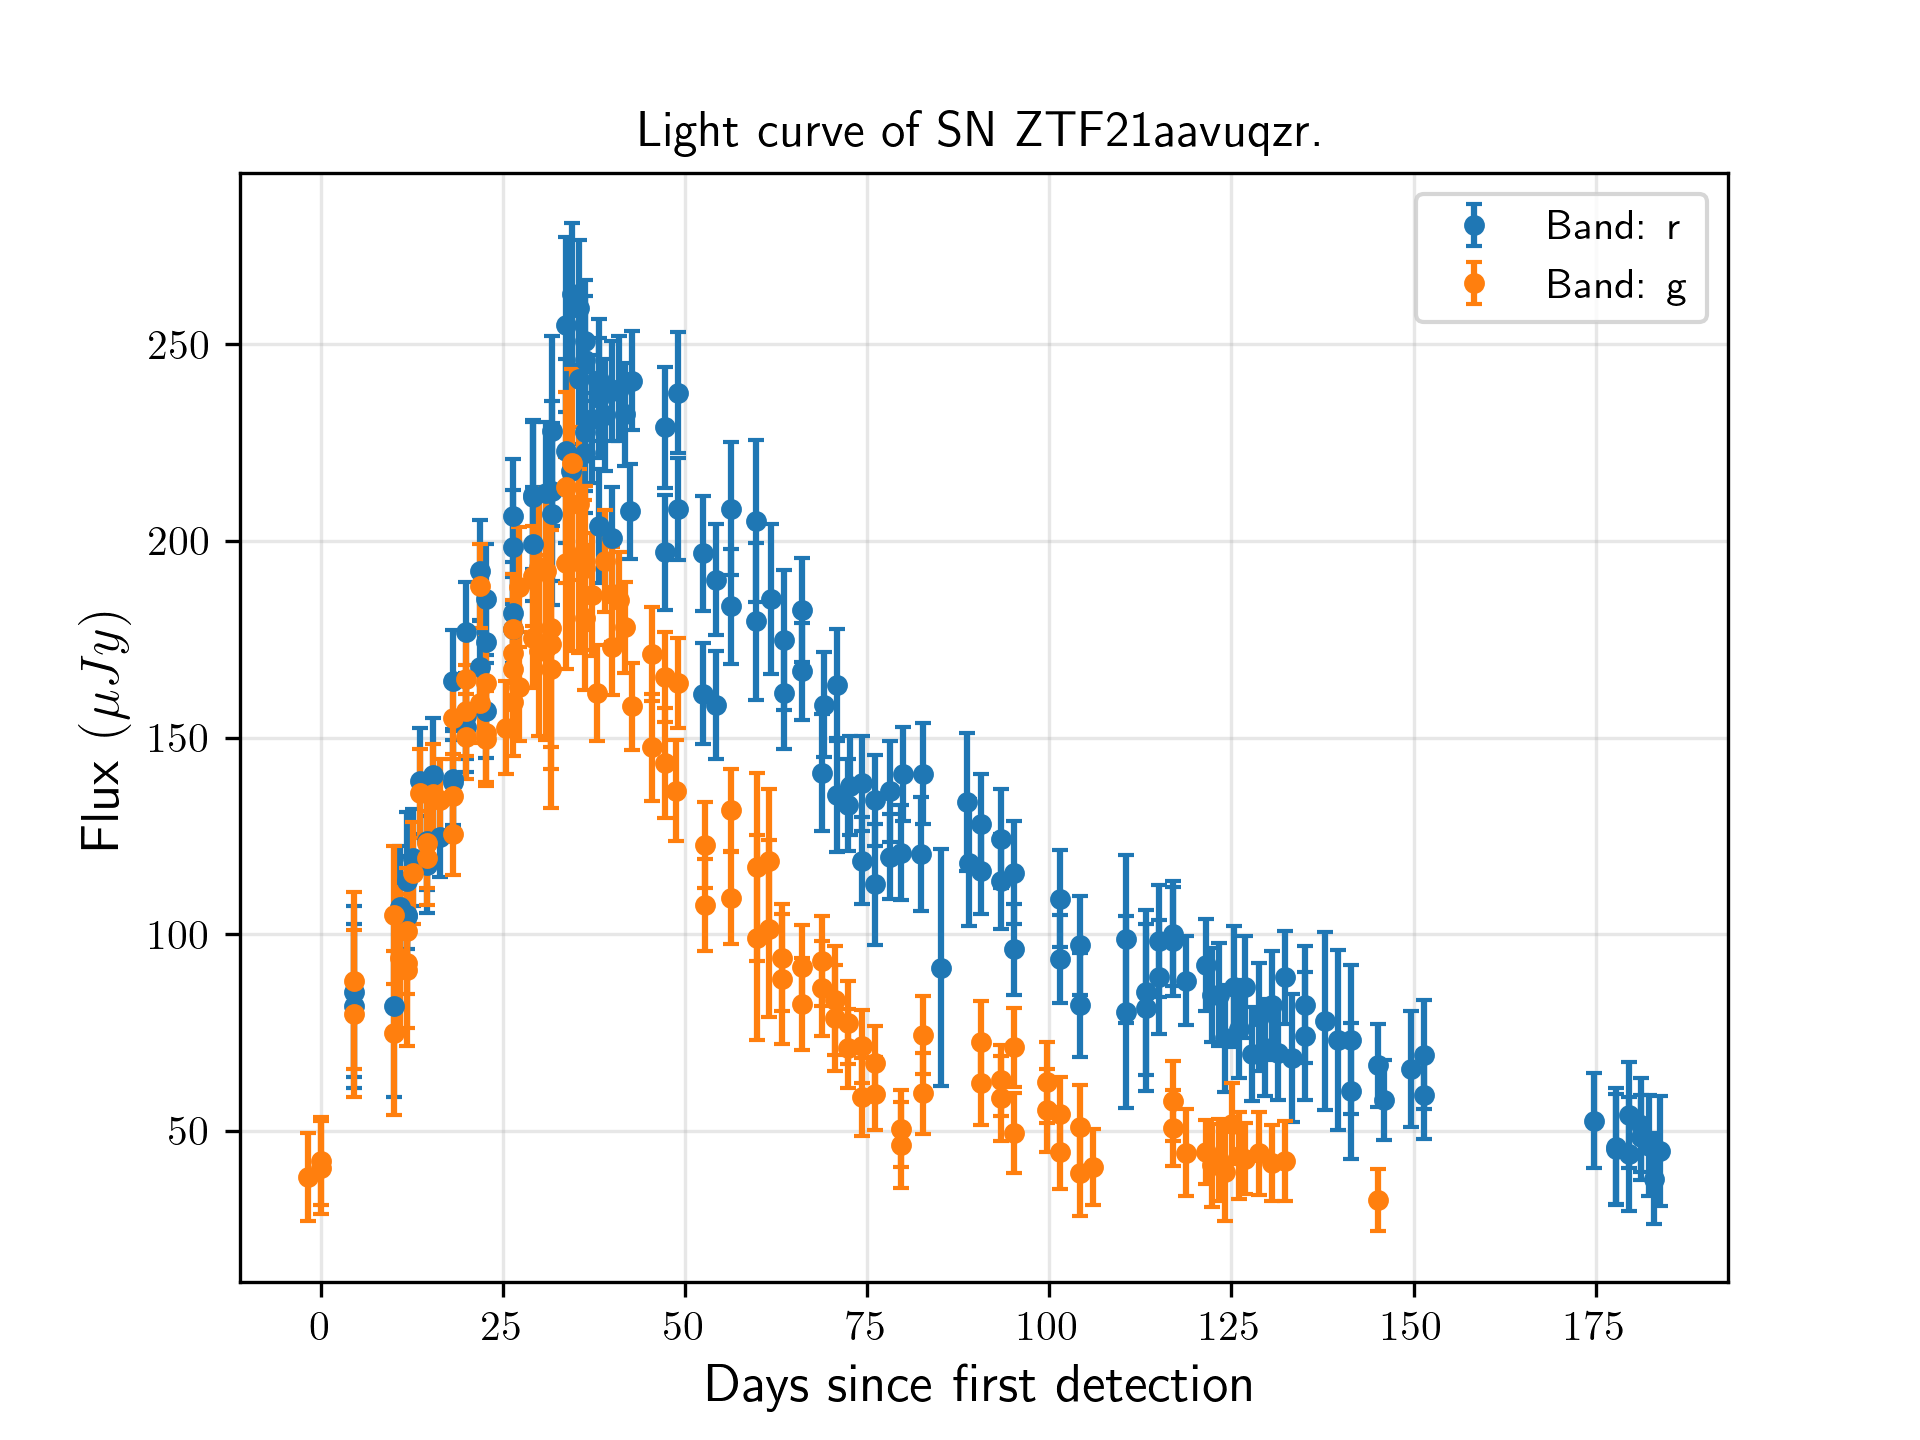 Light curve of SN ZTF21aavuqzr.
Band: r
Band: g
250
200
150
100
50
Flux (μJy)
0 25 50 75 100 125 150 175
Days since first detection